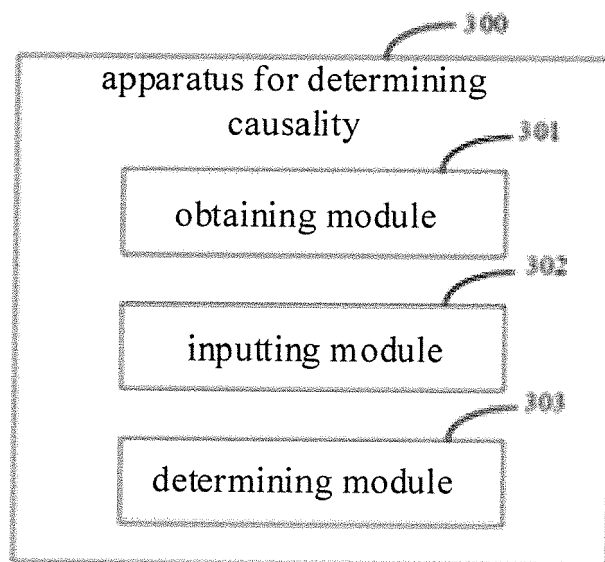 300
apparatus for determining
causality
301
obtaining module
302
inputting module
303
determining module